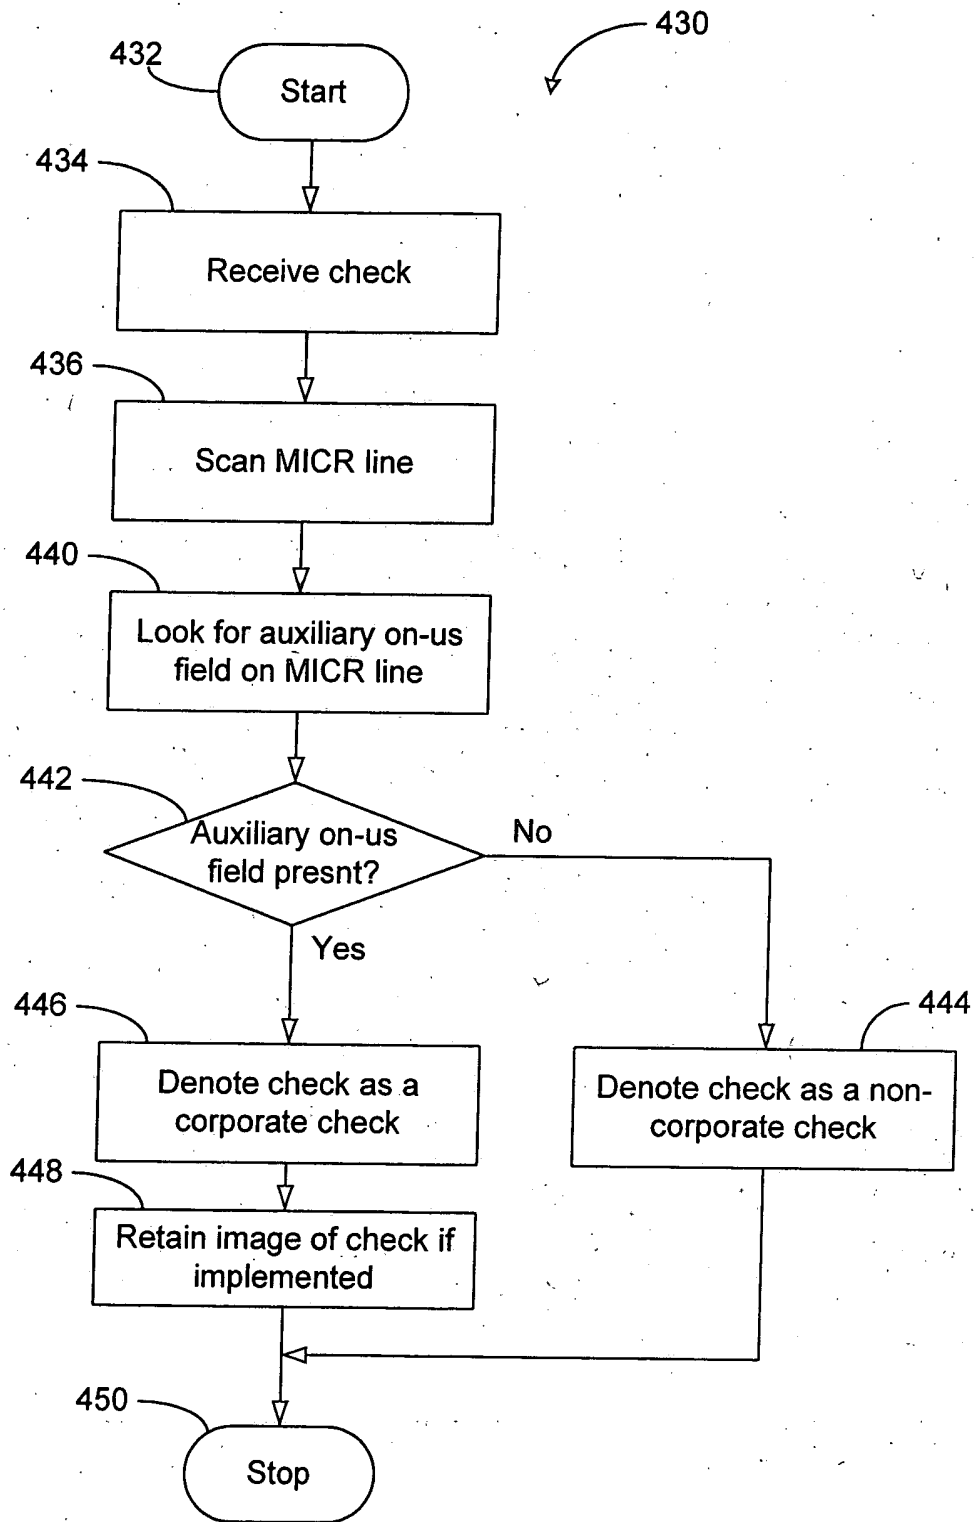 430
432
Start
434
Receive check
436
Scan MICR line
440
Look for auxiliary on-us
field on MICR line
442
Auxiliary on-us
field presnt?
No
Yes
446
444
Denote check as a
corporate check
Denote check as a non-
corporate check
448
Retain image of check if
implemented
450
Stop